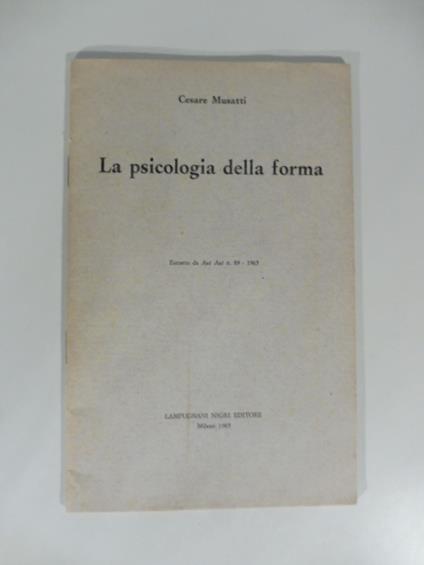 Cesare Musatti
La psicologia della forma
Estratto da Aut Aut n. 89 - 1965
LAMPUGNANI NIGRI EDITORE
Milano 1965